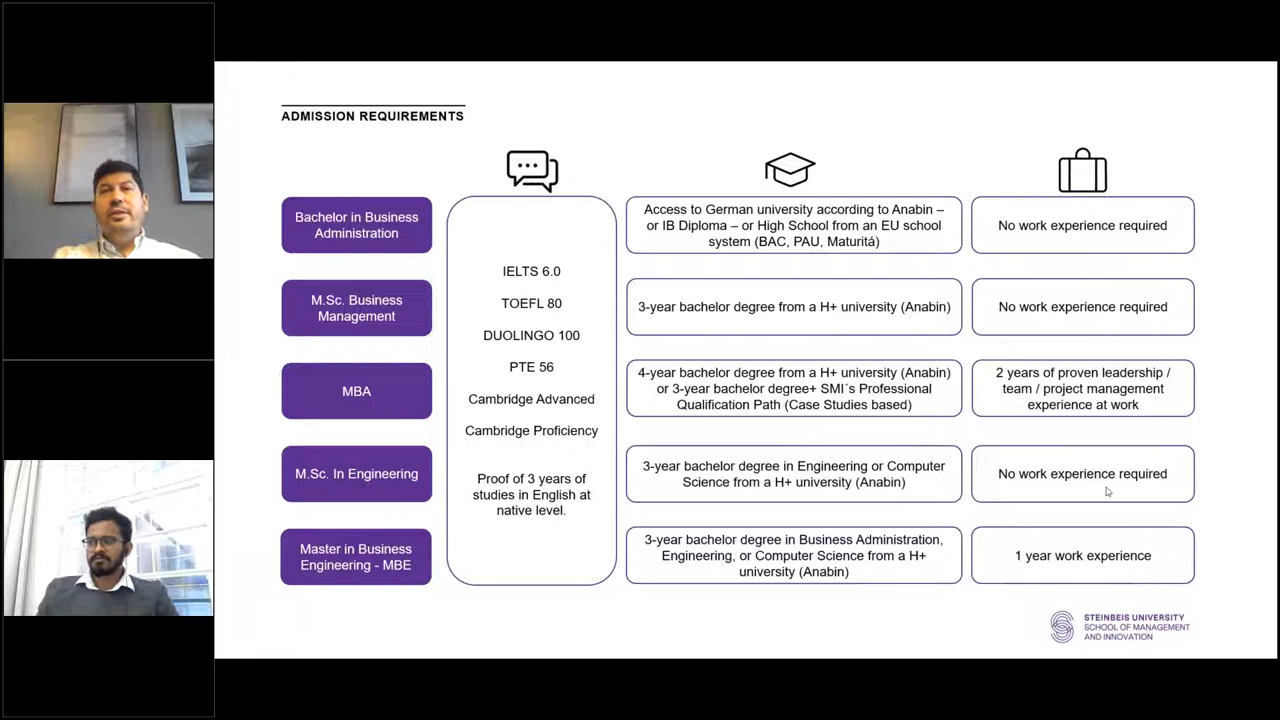 ADMISSION REQUIREMENTS
Bachelor in Business
Administration
M.Sc. Business
Management
MBA
M.Sc. In Engineering
Master in Business
Engineering - MBE
IELTS 6.0
TOEFL 80
DUOLINGO 100
PTE 56
Cambridge Advanced
Cambridge Proficiency
Proof of 3 years of
studies in English at
native level.
Access to German university according to Anabin –
or IB Diploma – or High School from an EU school
system (BAC, PAU, Maturitá)
3-year bachelor degree from a H+ university (Anabin)
4-year bachelor degree from a H+ university (Anabin)
or 3-year bachelor degree+ SMI´s Professional
Qualification Path (Case Studies based)
3-year bachelor degree in Engineering or Computer
Science from a H+ university (Anabin)
3-year bachelor degree in Business Administration,
Engineering, or Computer Science from a H+
university (Anabin)
No work experience required
No work experience required
2 years of proven leadership /
team / project management
experience at work
No work experience required
1 year work experience
STEINBEIS UNIVERSITY
SCHOOL OF MANAGEMENT
AND INNOVATION